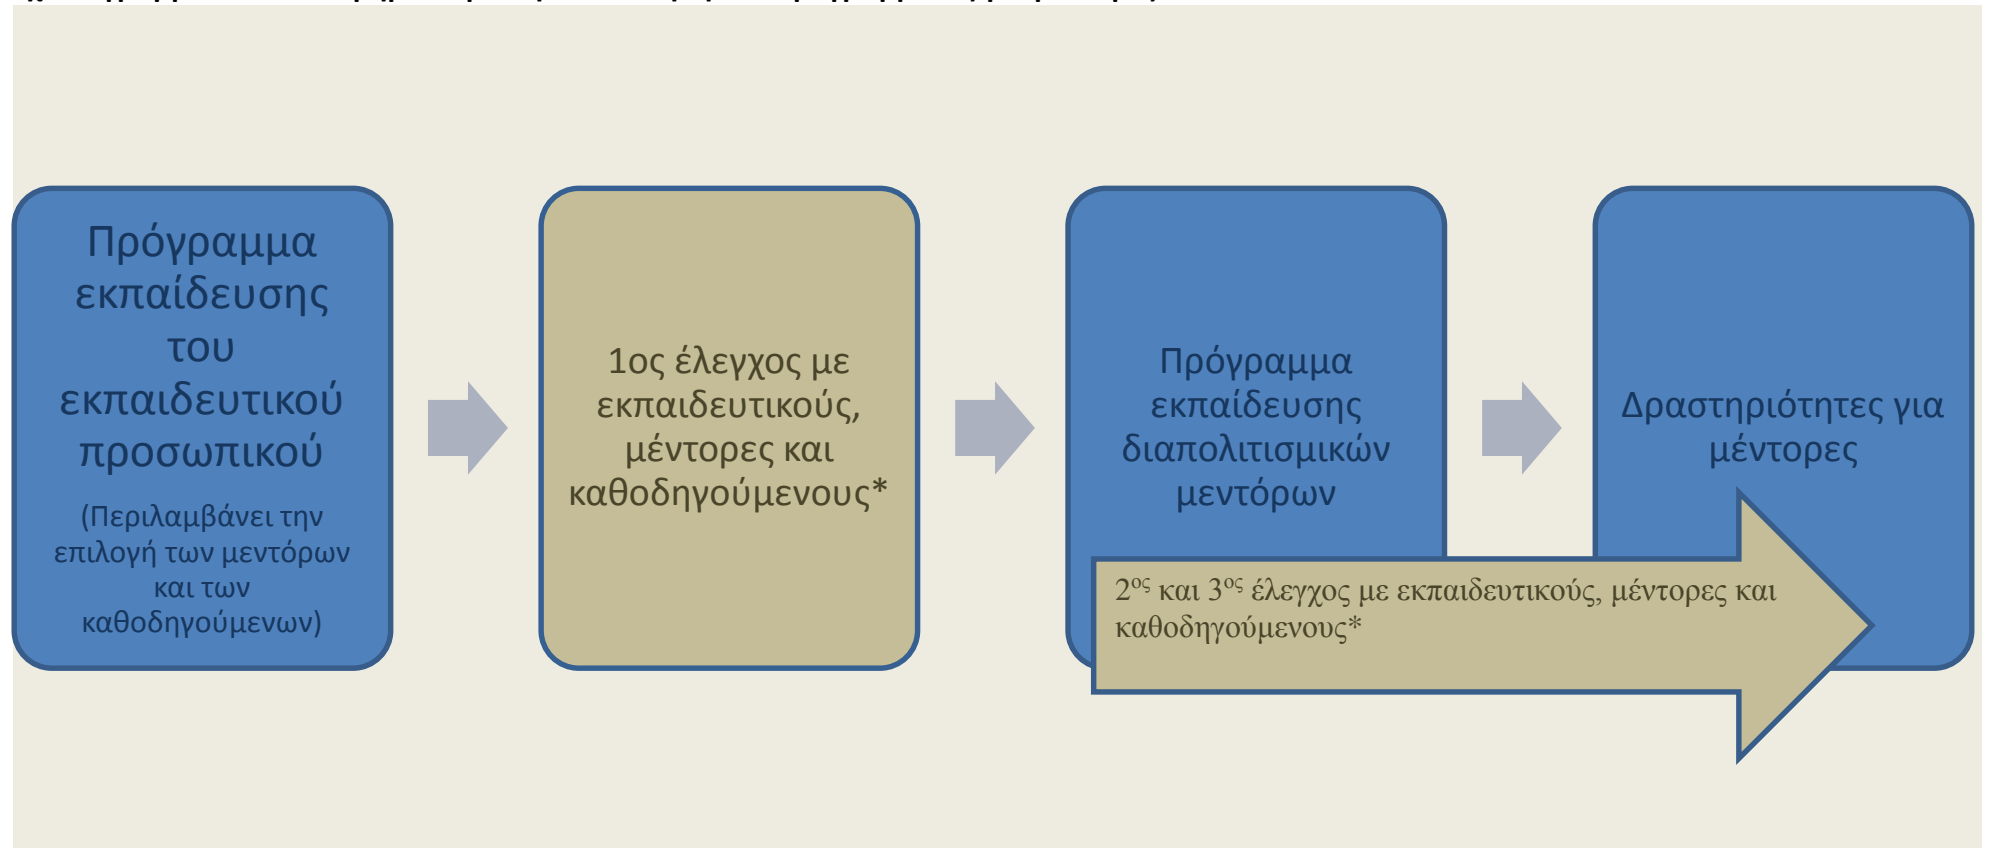 Πρόγραμμα
εκπαίδευσης
του
εκπαιδευτικού
προσωπικού
(Περιλαμβάνει την
επιλογή των μεντόρων
και των
καθοδηγούμενων)
1ος έλεγχος με
εκπαιδευτικούς,
μέντορες και
καθοδηγούμενους*
Πρόγραμμα
εκπαίδευσης
διαπολιτισμικών
μεντόρων
Δραστηριότητες για
μέντορες
2ος και 3ος έλεγχος με εκπαιδευτικούς, μέντορες και
καθοδηγούμενους*